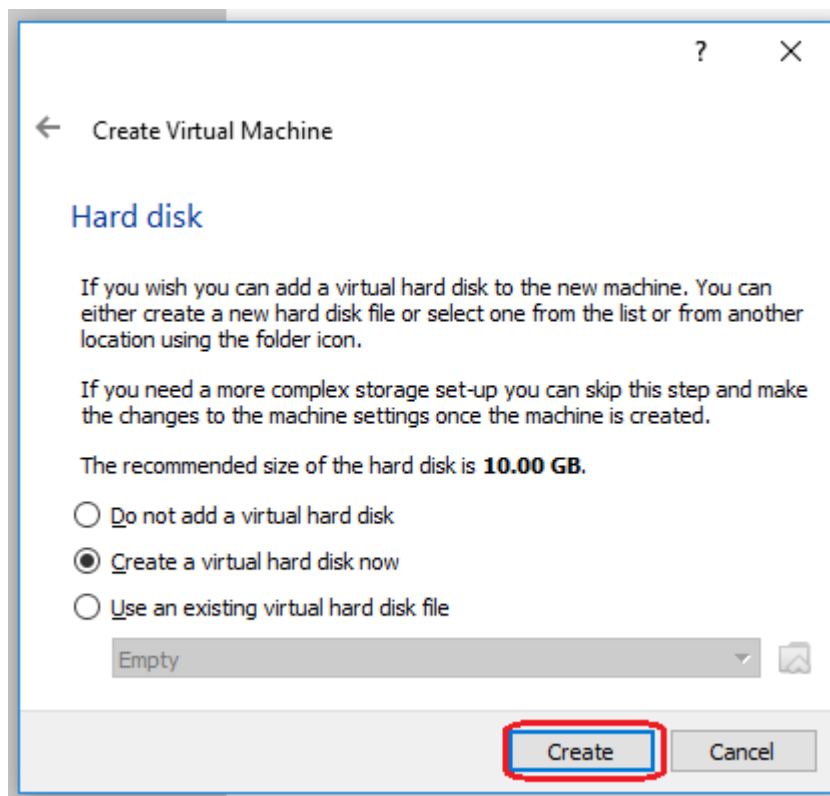 ?
Create Virtual Machine
Hard disk
If you wish you can add a virtual hard disk to the new machine. You can
either create a new hard disk file or select one from the list or from another
location using the folder icon.
If you need a more complex storage set-up you can skip this step and make
the changes to the machine settings once the machine is created.
The recommended size of the hard disk is 10.00 GB.
Do not add a virtual hard disk
Create a virtual hard disk now
Use an existing virtual hard disk file
Empty
Create Cancel